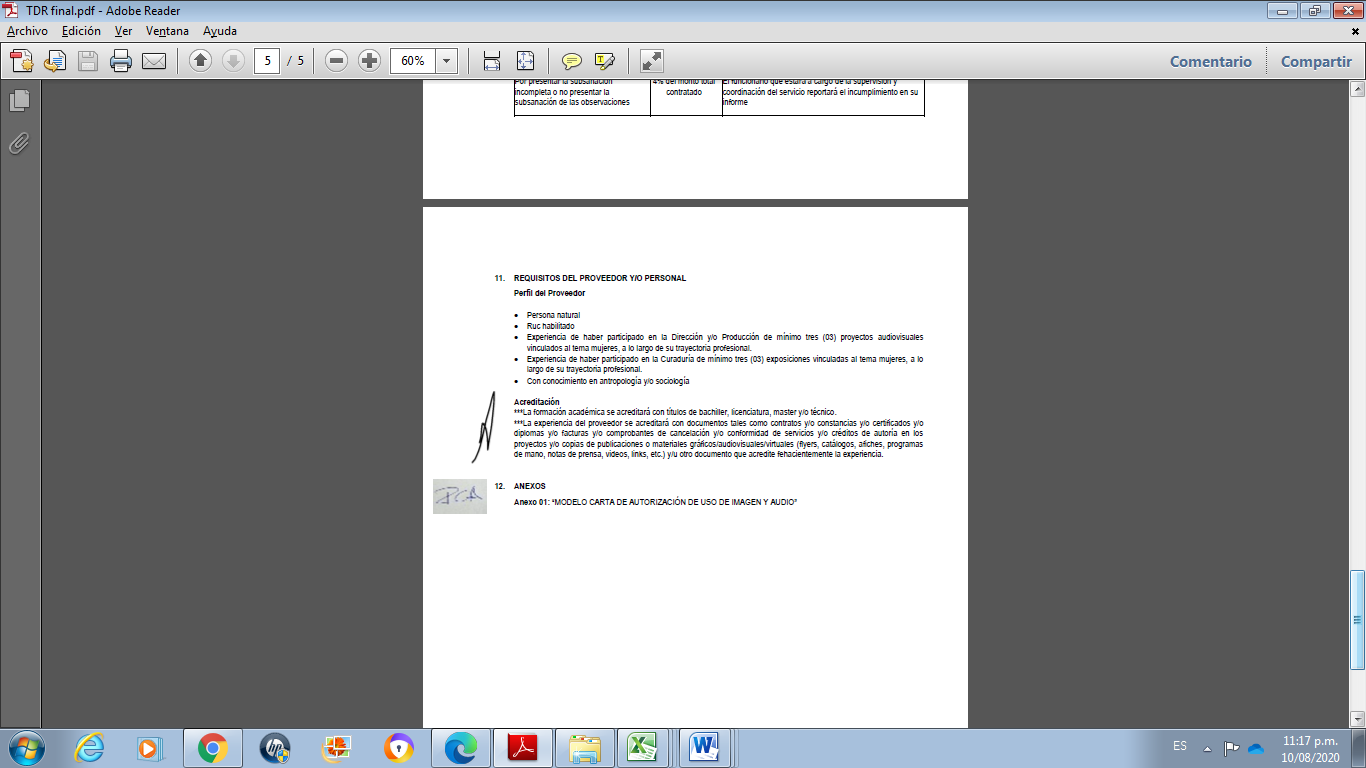 TDR final.pdf - Adobe Reader
Archivo Edición Ver Ventana Ayuda
5 / 5 60% Comentario Compartir
Por presentar la subsanación incompleta o no presentar la subsanación de las observaciones
4% del monto total contratado
El funcionario que estará a cargo de la supervisión y coordinación del servicio reportará el incumplimiento en su informe
11. REQUISITOS DEL PROVEEDOR Y/O PERSONAL
Perfil del Proveedor
• Persona natural
• Ruc habilitado
• Experiencia de haber participado en la Dirección y/o Producción de mínimo tres (03) proyectos audiovisuales
vinculados al tema mujeres, a lo largo de su trayectoria profesional.
• Experiencia de haber participado en la Curaduría de mínimo tres (03) exposiciones vinculadas al tema mujeres, a lo
largo de su trayectoria profesional.
• Con conocimiento en antropología y/o sociología
Acreditación
***La formación académica se acreditará con títulos de bachiller, licenciatura, master y/o técnico.
***La experiencia del proveedor se acreditará con documentos tales como contratos y/o constancias y/o certificados y/o
diplomas y/o facturas y/o comprobantes de cancelación y/o conformidad de servicios y/o créditos de autoría en los
proyectos y/o copias de publicaciones o materiales gráficos/audiovisuales/virtuales (flyers, catálogos, afiches, programas
de mano, notas de prensa, videos, links, etc.) y/u otro documento que acredite fehacientemente la experiencia.
12. ANEXOS
Anexo 01: “MODELO CARTA DE AUTORIZACIÓN DE USO DE IMAGEN Y AUDIO”
ES
11:17 p.m.
10/08/2020